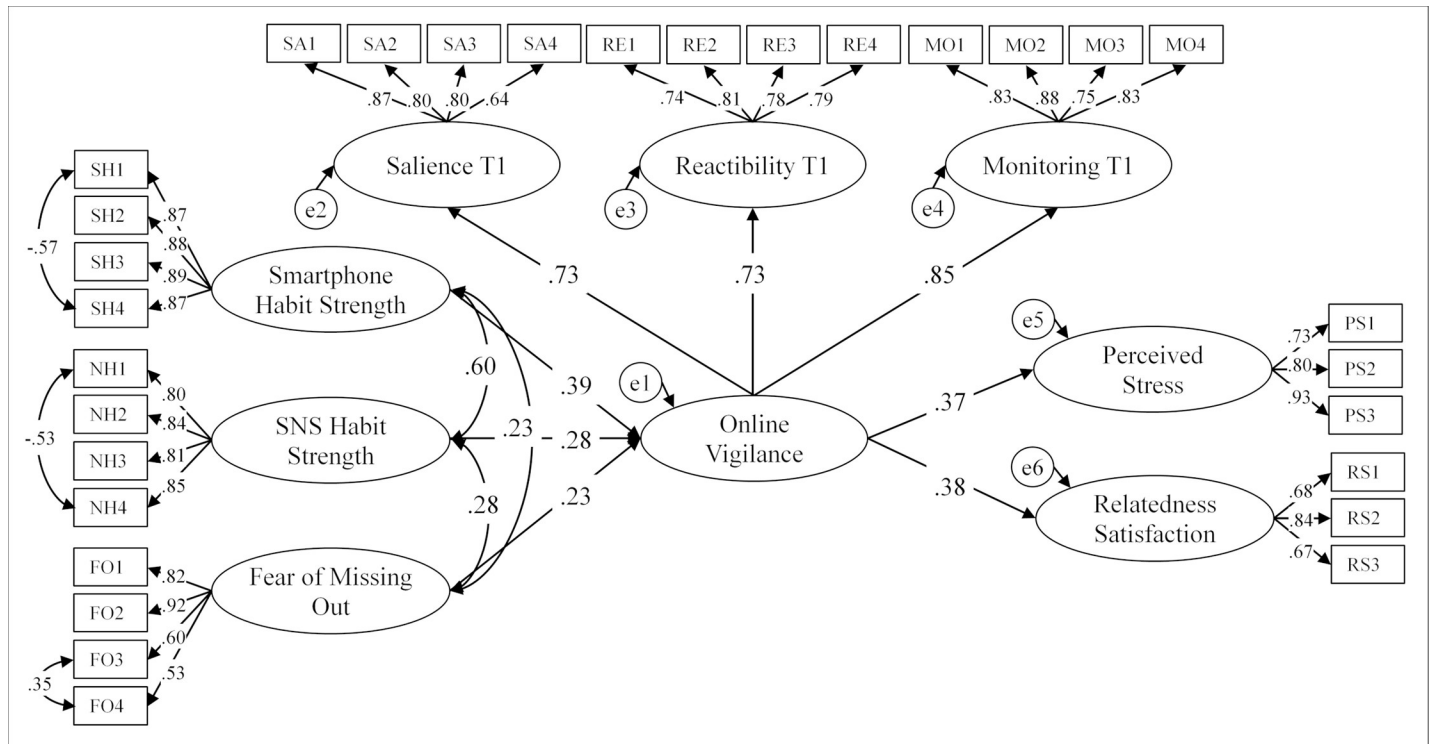 SA1 SA2 SA3 SA4 RE1 RE2 RE3 RE4 MO1 MO2 MO3 MO4
.87 .80 .80 .64 .74 .81 .78 .79 .83 .88 .75 .83
Salience T1
Reactibility T1
Monitoring T1
e2
e3
e4
SH1
SH2
SH3
SH4
-.57
.87
.88
.89
.87
Smartphone
Habit Strength
.73
.73
.85
NH1
NH2
NH3
NH4
-.53
.80
.84
.81
.85
SNS Habit
Strength
.60
.23
.28
FO1
FO2
FO3
FO4
.35
.82
.92
.60
.53
Fear of Missing
Out
.39
.28
.23
e1
Online
Vigilance
.37
.38
e5
Perceived
Stress
.73
.80
.93
PS1
PS2
PS3
e6
Relatedness
Satisfaction
.68
.84
.67
RS1
RS2
RS3